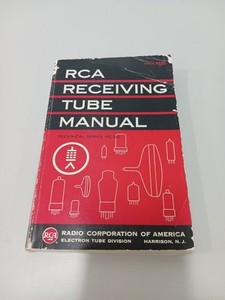 RCA
RECEIVING
TUBE
MANUAL
TECHNICAL SERIES
RCA
RADIO CORPORATION OF AMERICA
ELECTRON TUBE DIVISION HARRISON, N. J.